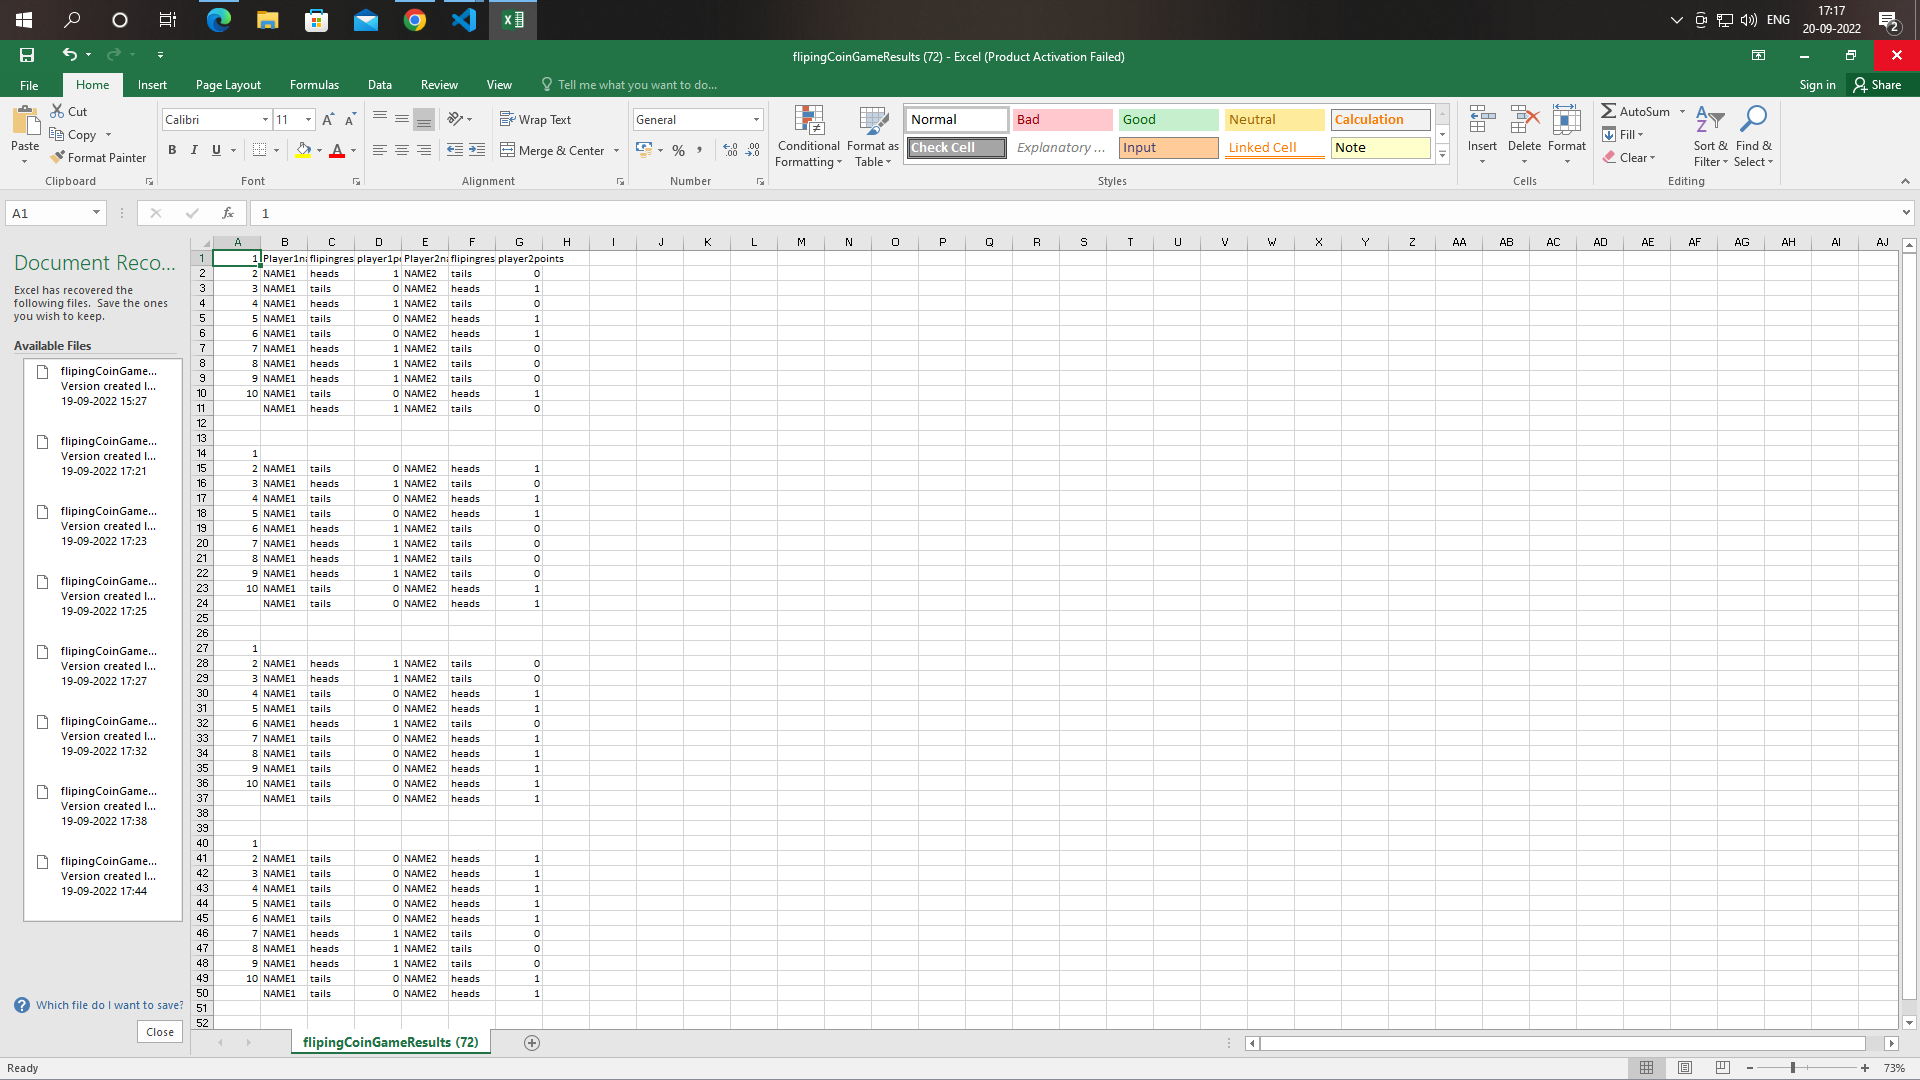 ENG
17:17
20-09-2022
2
flipingCoinGameResults (72) - Excel (Product Activation Failed)
File Home Insert Page Layout Formulas Data Review View Tell me what you want to do... Sign in Share
Paste
Cut
Copy
Format Painter
Clipboard
Calibri 11
B I U
Font
Wrap Text
Merge & Center
Alignment
General
%
Number
Conditional Formatting
Format as Table
Normal Bad Good Neutral Calculation
Check Cell Explanatory ... Input Linked Cell Note
Styles
Insert Delete Format
Cells
AutoSum
Fill
Clear
Sort & Filter
Find & Select
Editing
A1 fx 1
Document Reco...
Excel has recovered the
following files. Save the ones
you wish to keep.
Available Files
flipingCoinGame...
Version created l...
19-09-2022 15:27
flipingCoinGame...
Version created l...
19-09-2022 17:21
flipingCoinGame...
Version created l...
19-09-2022 17:23
flipingCoinGame...
Version created l...
19-09-2022 17:25
flipingCoinGame...
Version created l...
19-09-2022 17:27
flipingCoinGame...
Version created l...
19-09-2022 17:32
flipingCoinGame...
Version created l...
19-09-2022 17:38
flipingCoinGame...
Version created l...
19-09-2022 17:44
Which file do I want to save?
Close
A B C D E F G H I J K L M N O P Q R S T U V W X Y Z AA AB AC AD AE AF AG AH AI AJ
1 1 Player1na flipingres player1po Player2na flipingres player2points
2 2 NAME1 heads 1 NAME2 tails 0
3 3 NAME1 tails 0 NAME2 heads 1
4 4 NAME1 heads 1 NAME2 tails 0
5 5 NAME1 tails 0 NAME2 heads 1
6 6 NAME1 tails 0 NAME2 heads 1
7 7 NAME1 heads 1 NAME2 tails 0
8 8 NAME1 heads 1 NAME2 tails 0
9 9 NAME1 heads 1 NAME2 tails 0
10 10 NAME1 tails 0 NAME2 heads 1
11 NAME1 heads 1 NAME2 tails 0
12
13
14 1
15 2 NAME1 tails 0 NAME2 heads 1
16 3 NAME1 heads 1 NAME2 tails 0
17 4 NAME1 tails 0 NAME2 heads 1
18 5 NAME1 tails 0 NAME2 heads 1
19 6 NAME1 heads 1 NAME2 tails 0
20 7 NAME1 heads 1 NAME2 tails 0
21 8 NAME1 heads 1 NAME2 tails 0
22 9 NAME1 heads 1 NAME2 tails 0
23 10 NAME1 tails 0 NAME2 heads 1
24 NAME1 tails 0 NAME2 heads 1
25
26
27 1
28 2 NAME1 heads 1 NAME2 tails 0
29 3 NAME1 heads 1 NAME2 tails 0
30 4 NAME1 tails 0 NAME2 heads 1
31 5 NAME1 tails 0 NAME2 heads 1
32 6 NAME1 heads 1 NAME2 tails 0
33 7 NAME1 tails 0 NAME2 heads 1
34 8 NAME1 tails 0 NAME2 heads 1
35 9 NAME1 tails 0 NAME2 heads 1
36 10 NAME1 tails 0 NAME2 heads 1
37 NAME1 tails 0 NAME2 heads 1
38
39
40 1
41 2 NAME1 tails 0 NAME2 heads 1
42 3 NAME1 tails 0 NAME2 heads 1
43 4 NAME1 tails 0 NAME2 heads 1
44 5 NAME1 tails 0 NAME2 heads 1
45 6 NAME1 tails 0 NAME2 heads 1
46 7 NAME1 heads 1 NAME2 tails 0
47 8 NAME1 heads 1 NAME2 tails 0
48 9 NAME1 heads 1 NAME2 tails 0
49 10 NAME1 tails 0 NAME2 heads 1
50 NAME1 tails 0 NAME2 heads 1
51
52
flipingCoinGameResults (72)
Ready
73%